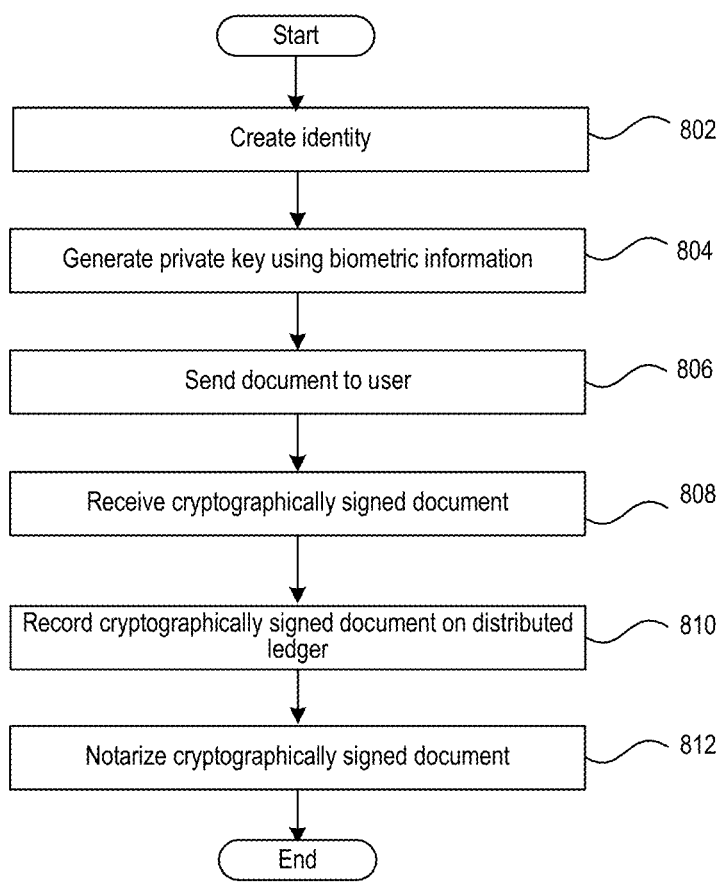 Start
Create identity
802
Generate private key using biometric information
804
Send document to user
806
Receive cryptographically signed document
808
Record cryptographically signed document on distributed
ledger
810
Notarize cryptographically signed document
812
End